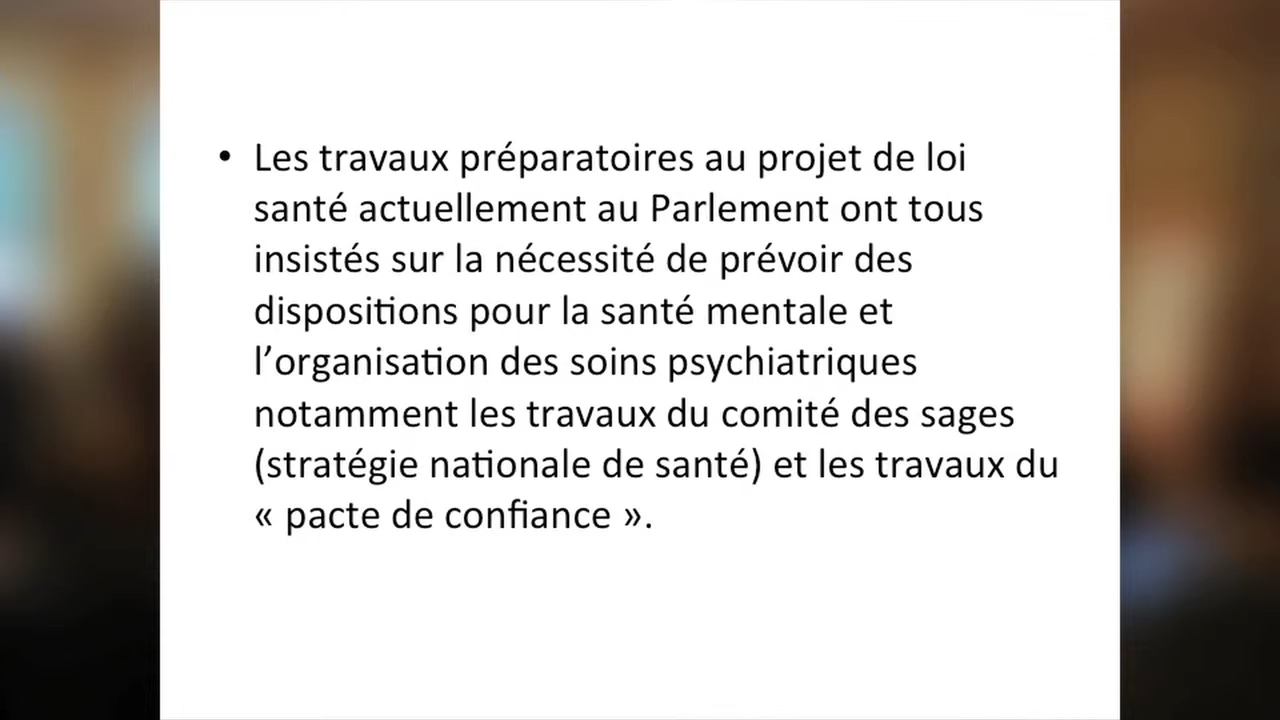 • Les travaux préparatoires au projet de loi
santé actuellement au Parlement ont tous
insistés sur la nécessité de prévoir des
dispositions pour la santé mentale et
l’organisation des soins psychiatriques
notamment les travaux du comité des sages
(stratégie nationale de santé) et les travaux du
« pacte de confiance ».